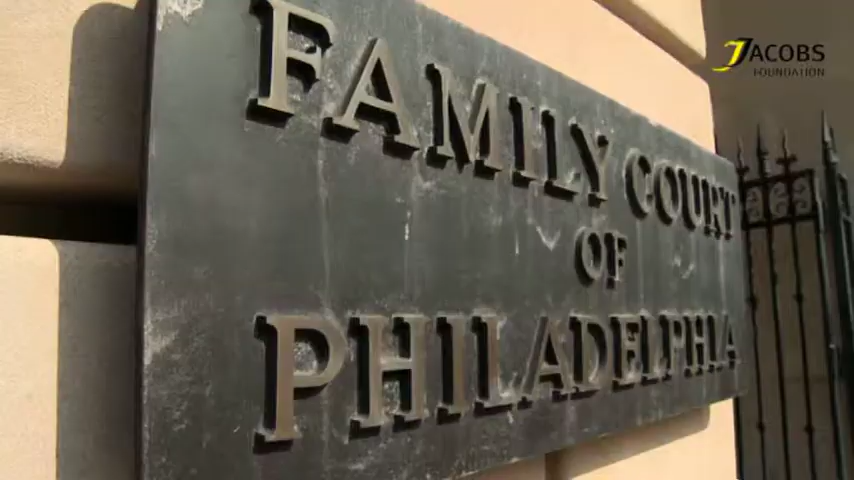 FAMILY COURT
OF
PHILADELPHIA
JACOBS
FOUNDATION